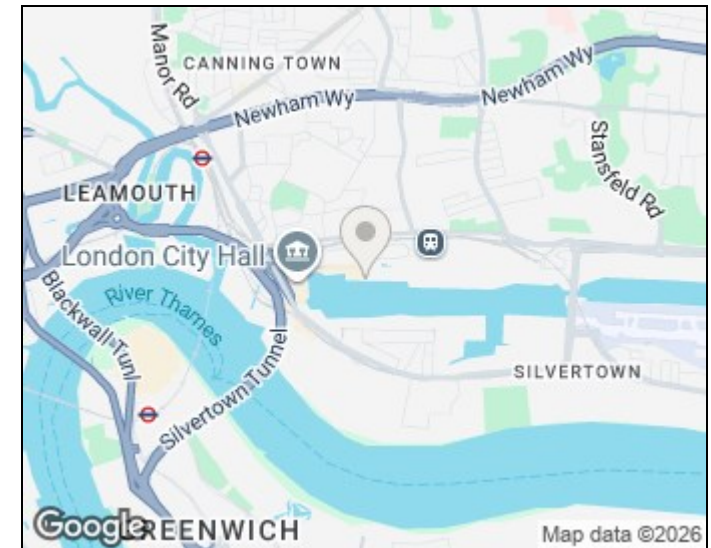 Manor Rd
CANNING TOWN
Newham Wy
Newham Wy
Stansfeld Rd
LEAMOUTH
London City Hall
River Thames
Blackwall Tunl
Silvertown Tunnel
SILVERTOWN
GREENWICH
Google
Map data ©2026